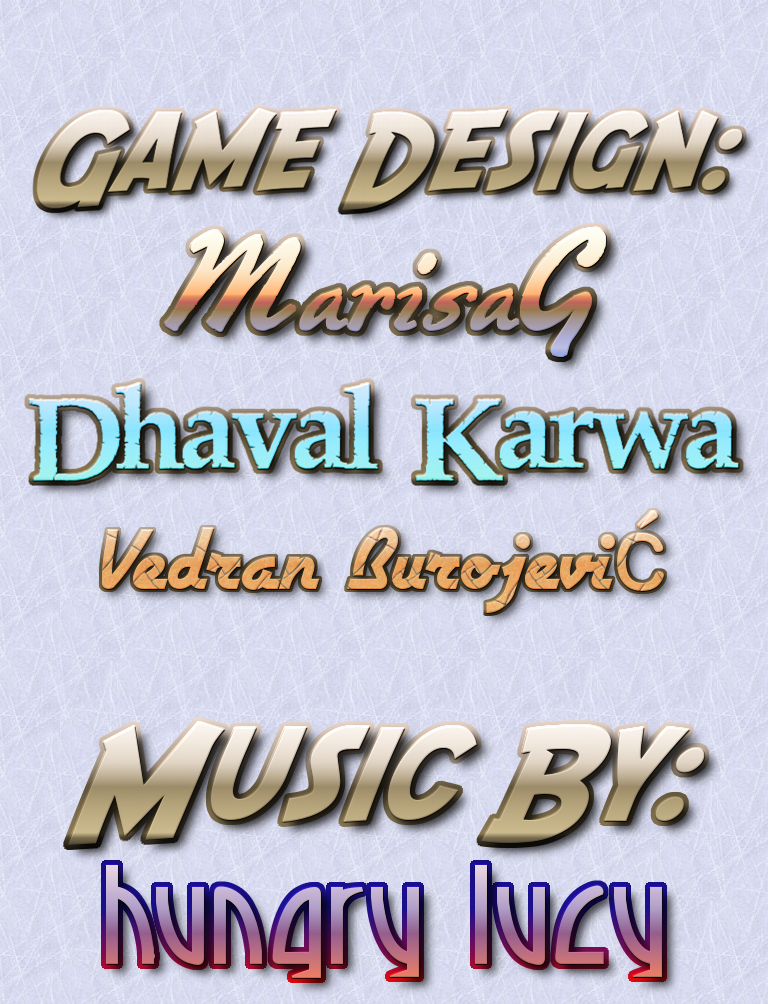 Game Design:
MarisaG
Dhaval Karwa
Vedran Burojević
Music By:
hungry lucy